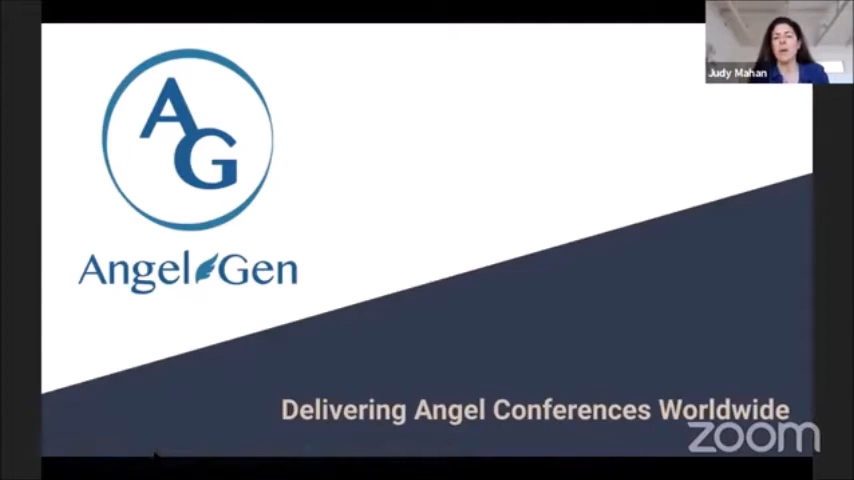 Judy Mahan
AG
Angel Gen
Delivering Angel Conferences Worldwide
zoom